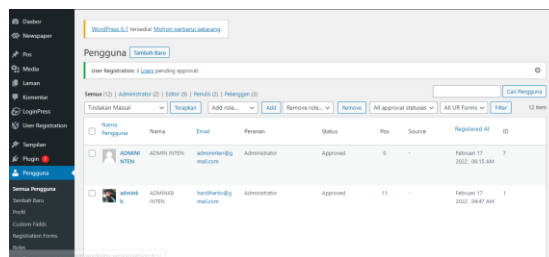 Dasbor
Newspaper
Pos
Media
Laman
Komentar
LoginPress
User Registration
Tampilan
Plugin
Pengguna
Semua Pengguna
Tambah Baru
Profil
Custom Fields
Registration Forms
Roles
WordPress 6.1 tersedia! Mohon perbarui sekarang.
Pengguna Tambah Baru
User Registration: 3 Users pending approval.
Semua (12) | Administrator (2) | Editor (5) | Penulis (2) | Pelanggan (3)
Cari Pengguna
Tindakan Massal Terapkan Add role... Add Remove role... Remove All approval statuses All UR Forms Filter 12 item
Nama Pengguna Nama Email Peranan Status Pos Source Registered At ID
ADMINI ADMIN INTEN admininten@g Administrator Approved 0 - Februari 17 7
NTEN mail.com 2022, 06:15 AM
admink ADMINKB Administrator Approved 11 - Februari 17 1
b INTEN mail.com 2022, 04:47 AM